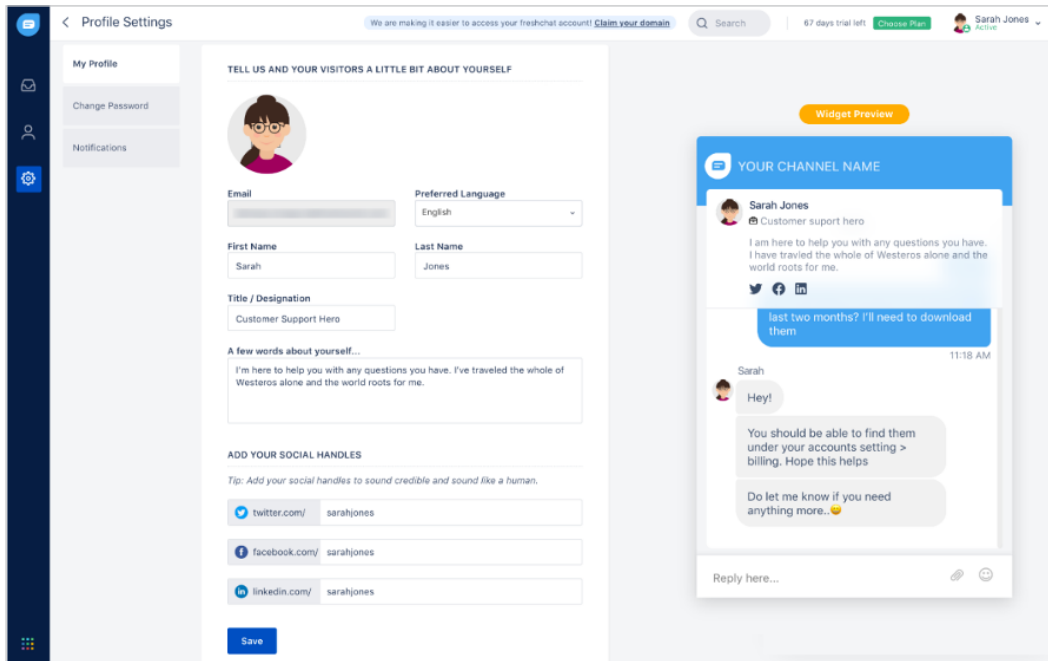 Profile Settings
We are making it easier to access your freshchat account! Claim your domain
Search
67 days trial left
Choose Plan
Sarah Jones
Active
My Profile
Change Password
Notifications
TELL US AND YOUR VISITORS A LITTLE BIT ABOUT YOURSELF
Email
Preferred Language
English
First Name
Last Name
Sarah
Jones
Title / Designation
Customer Support Hero
A few words about yourself...
I'm here to help you with any questions you have. I've traveled the whole of
Westeros alone and the world roots for me.
ADD YOUR SOCIAL HANDLES
Tip: Add your social handles to sound credible and sound like a human.
twitter.com/ sarahjones
facebook.com/ sarahjones
linkedin.com/ sarahjones
Save
Widget Preview
YOUR CHANNEL NAME
Sarah Jones
Customer suport hero
I am here to help you with any questions you have.
I have travled the whole of Westeros alone and the
world roots for me.
last two months? I'll need to download
them
11:18 AM
Sarah
Hey!
You should be able to find them
under your accounts setting >
billing. Hope this helps
Do let me know if you need
anything more..😀
Reply here...